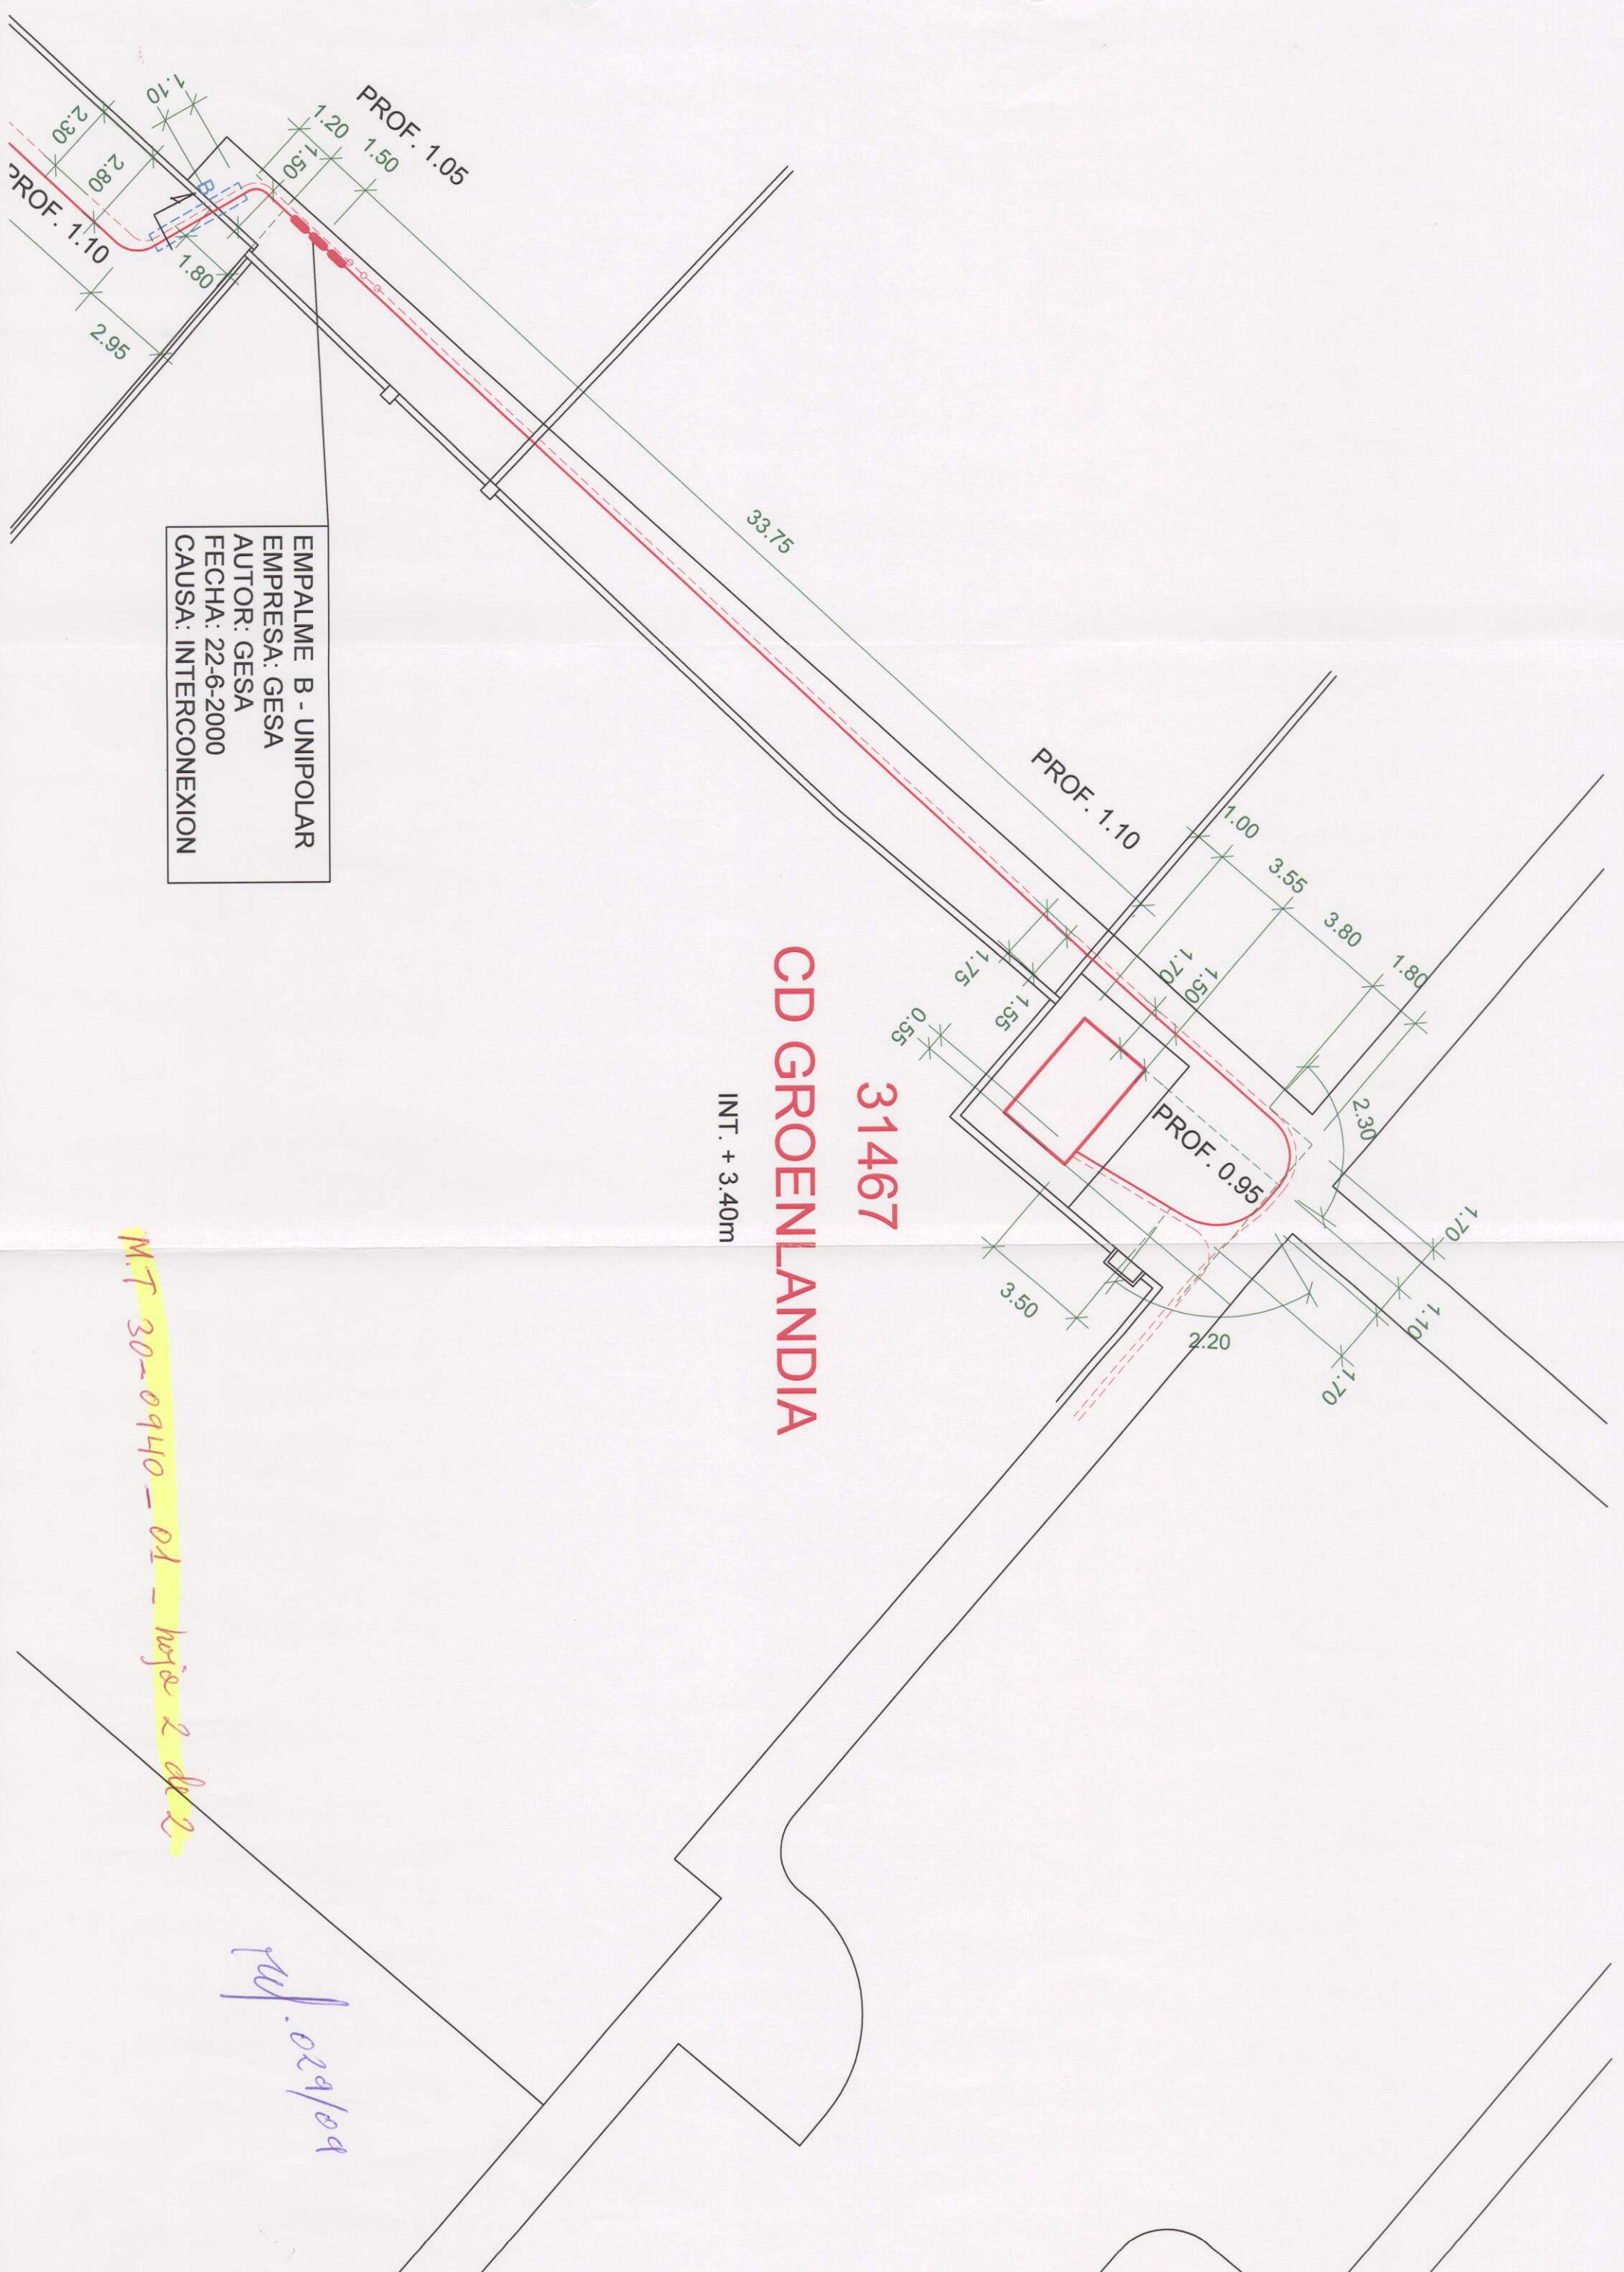 PROF. 1.05
1.10
1.20
1.50
1.50
2.30
2.80
B
PROF. 1.10
1.80
2.95
33.75
EMPALME B - UNIPOLAR
EMPRESA: GESA
AUTOR: GESA
FECHA: 22-6-2000
CAUSA: INTERCONEXION
PROF. 1.10
1.00
3.55
3.80
1.80
1.70
1.50
1.75
1.55
0.55
2.30
PROF. 0.95
1.70
1.10
1.70
2.20
3.50
31467
CD GROENLANDIA
INT. + 3.40m
M.T 30-0940-01 - hoja 2 de 2
ref. 029/09